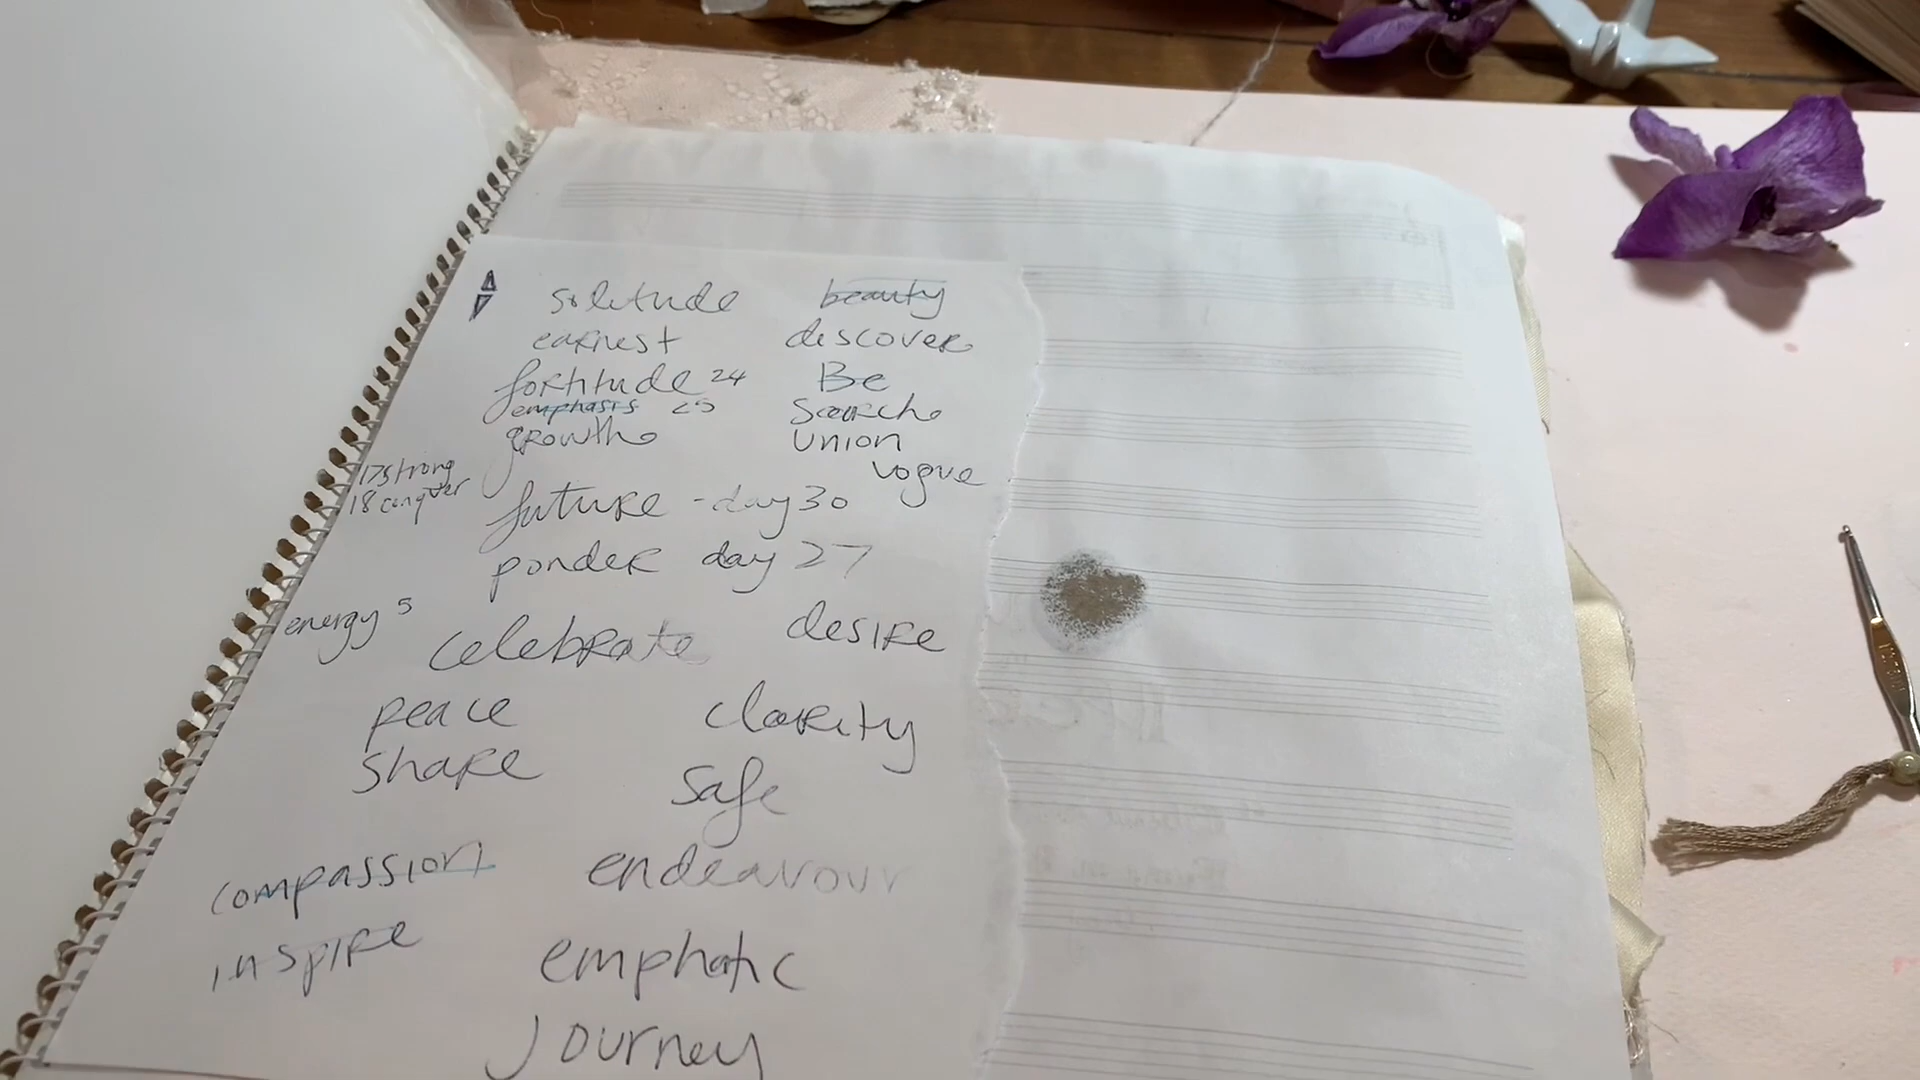 solitude beauty
earnest discover
fortitude 24 Be
emphasis 25 search
growth union
17 strong vogue
18 conquer future - day 30
ponder day 27
energy 5 celebrate desire
peace clarity
share safe
compassion endeavour
inspire emphatic
journey